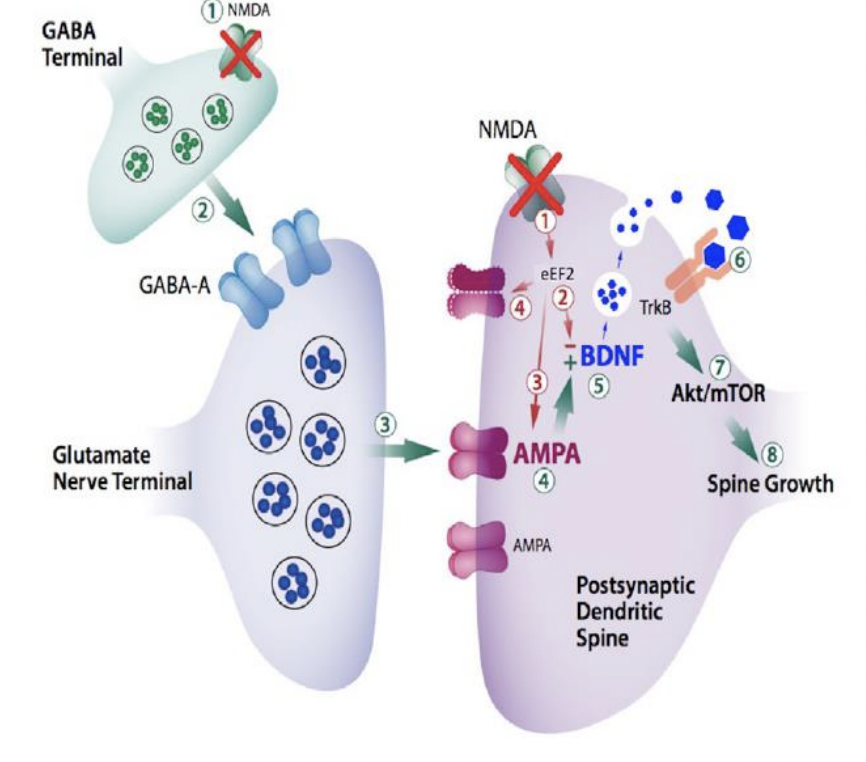 ① NMDA
GABA
Terminal
②
GABA-A
Glutamate
Nerve Terminal
③
NMDA
①
eEF2
④
②
−
+
BDNF
⑤
③
AMPA
④
AMPA
TrkB
⑥
⑦
Akt/mTOR
⑧
Spine Growth
Postsynaptic
Dendritic
Spine